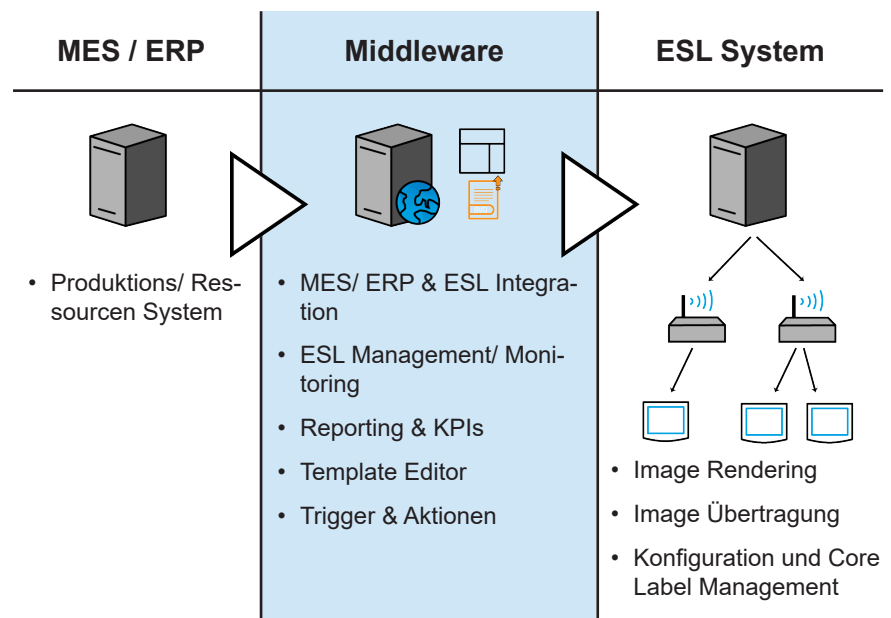 MES / ERP
Middleware
ESL System
• Produktions/ Res-
sourcen System
• MES/ ERP & ESL Integra-
tion
• ESL Management/ Moni-
toring
• Reporting & KPIs
• Template Editor
• Trigger & Aktionen
• Image Rendering
• Image Übertragung
• Konfiguration und Core
Label Management